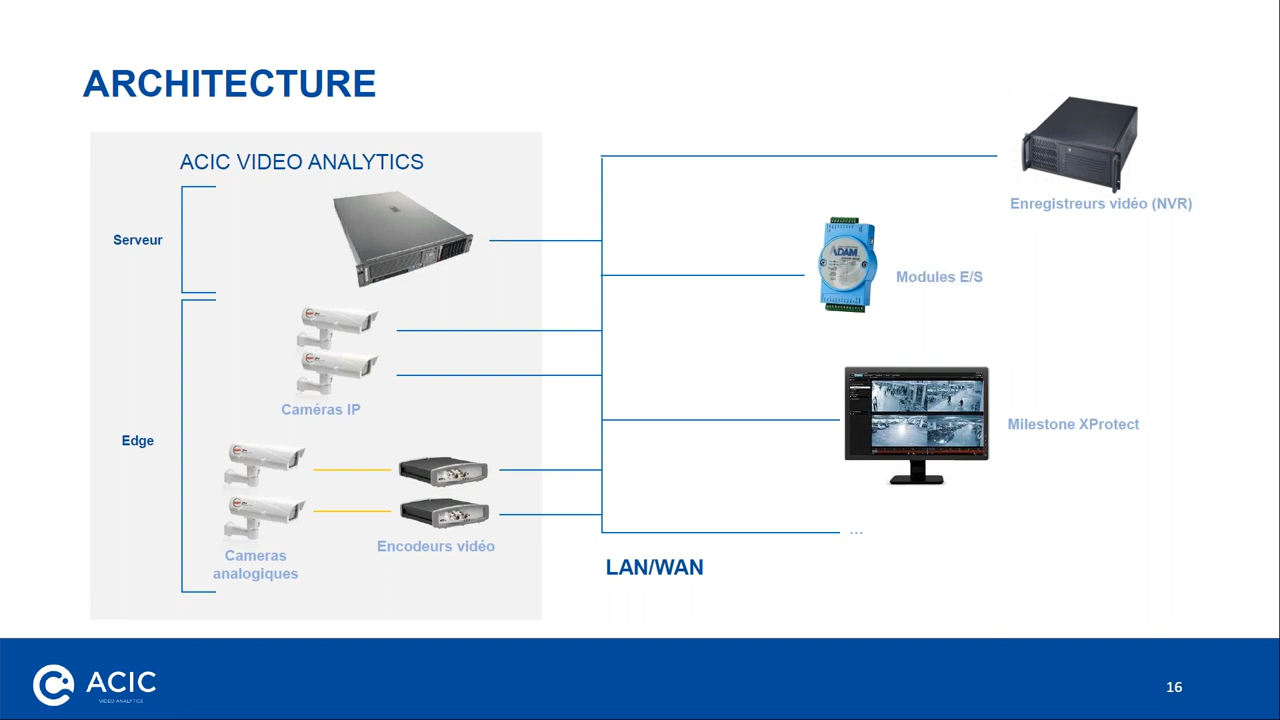 ARCHITECTURE
ACIC VIDEO ANALYTICS
Serveur
Enregistreurs vidéo (NVR)
ADAM
Modules E/S
Caméras IP
Edge
Milestone XProtect
Encodeurs vidéo
Cameras
analogiques
...
LAN/WAN
ACIC
VIDEO ANALYTICS
16